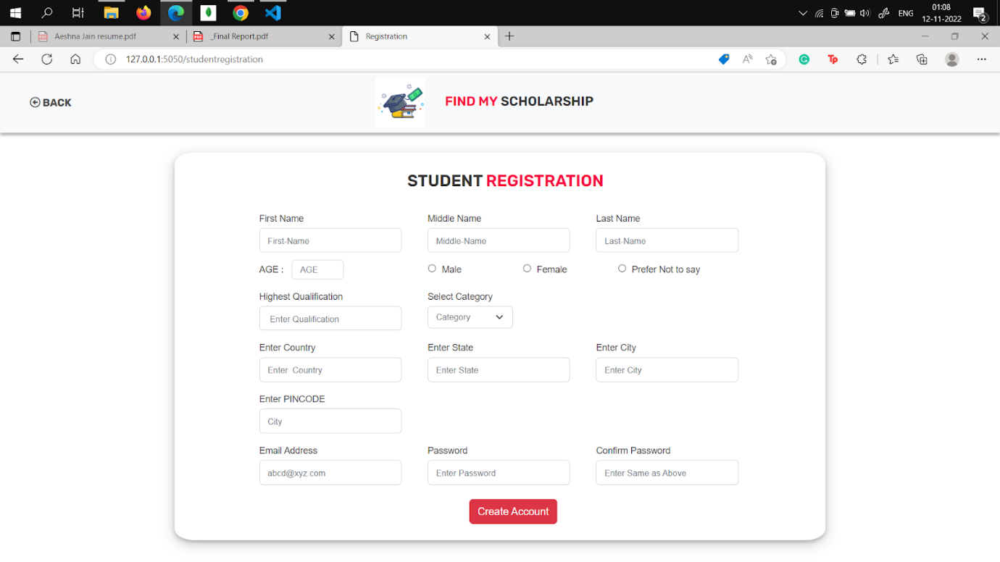 01:08
ENG
12-11-2022
2
Aeshna Jain resume.pdf
_Final Report.pdf
Registration
127.0.0.1:5050/studentregistration
BACK
FIND MY SCHOLARSHIP
STUDENT REGISTRATION
First Name Middle Name Last Name
First-Name Middle-Name Last-Name
AGE : AGE Male Female Prefer Not to say
Highest Qualification Select Category
Enter Qualification Category
Enter Country Enter State Enter City
Enter Country Enter State Enter City
Enter PINCODE
City
Email Address Password Confirm Password
abcd@xyz.com Enter Password Enter Same as Above
Create Account